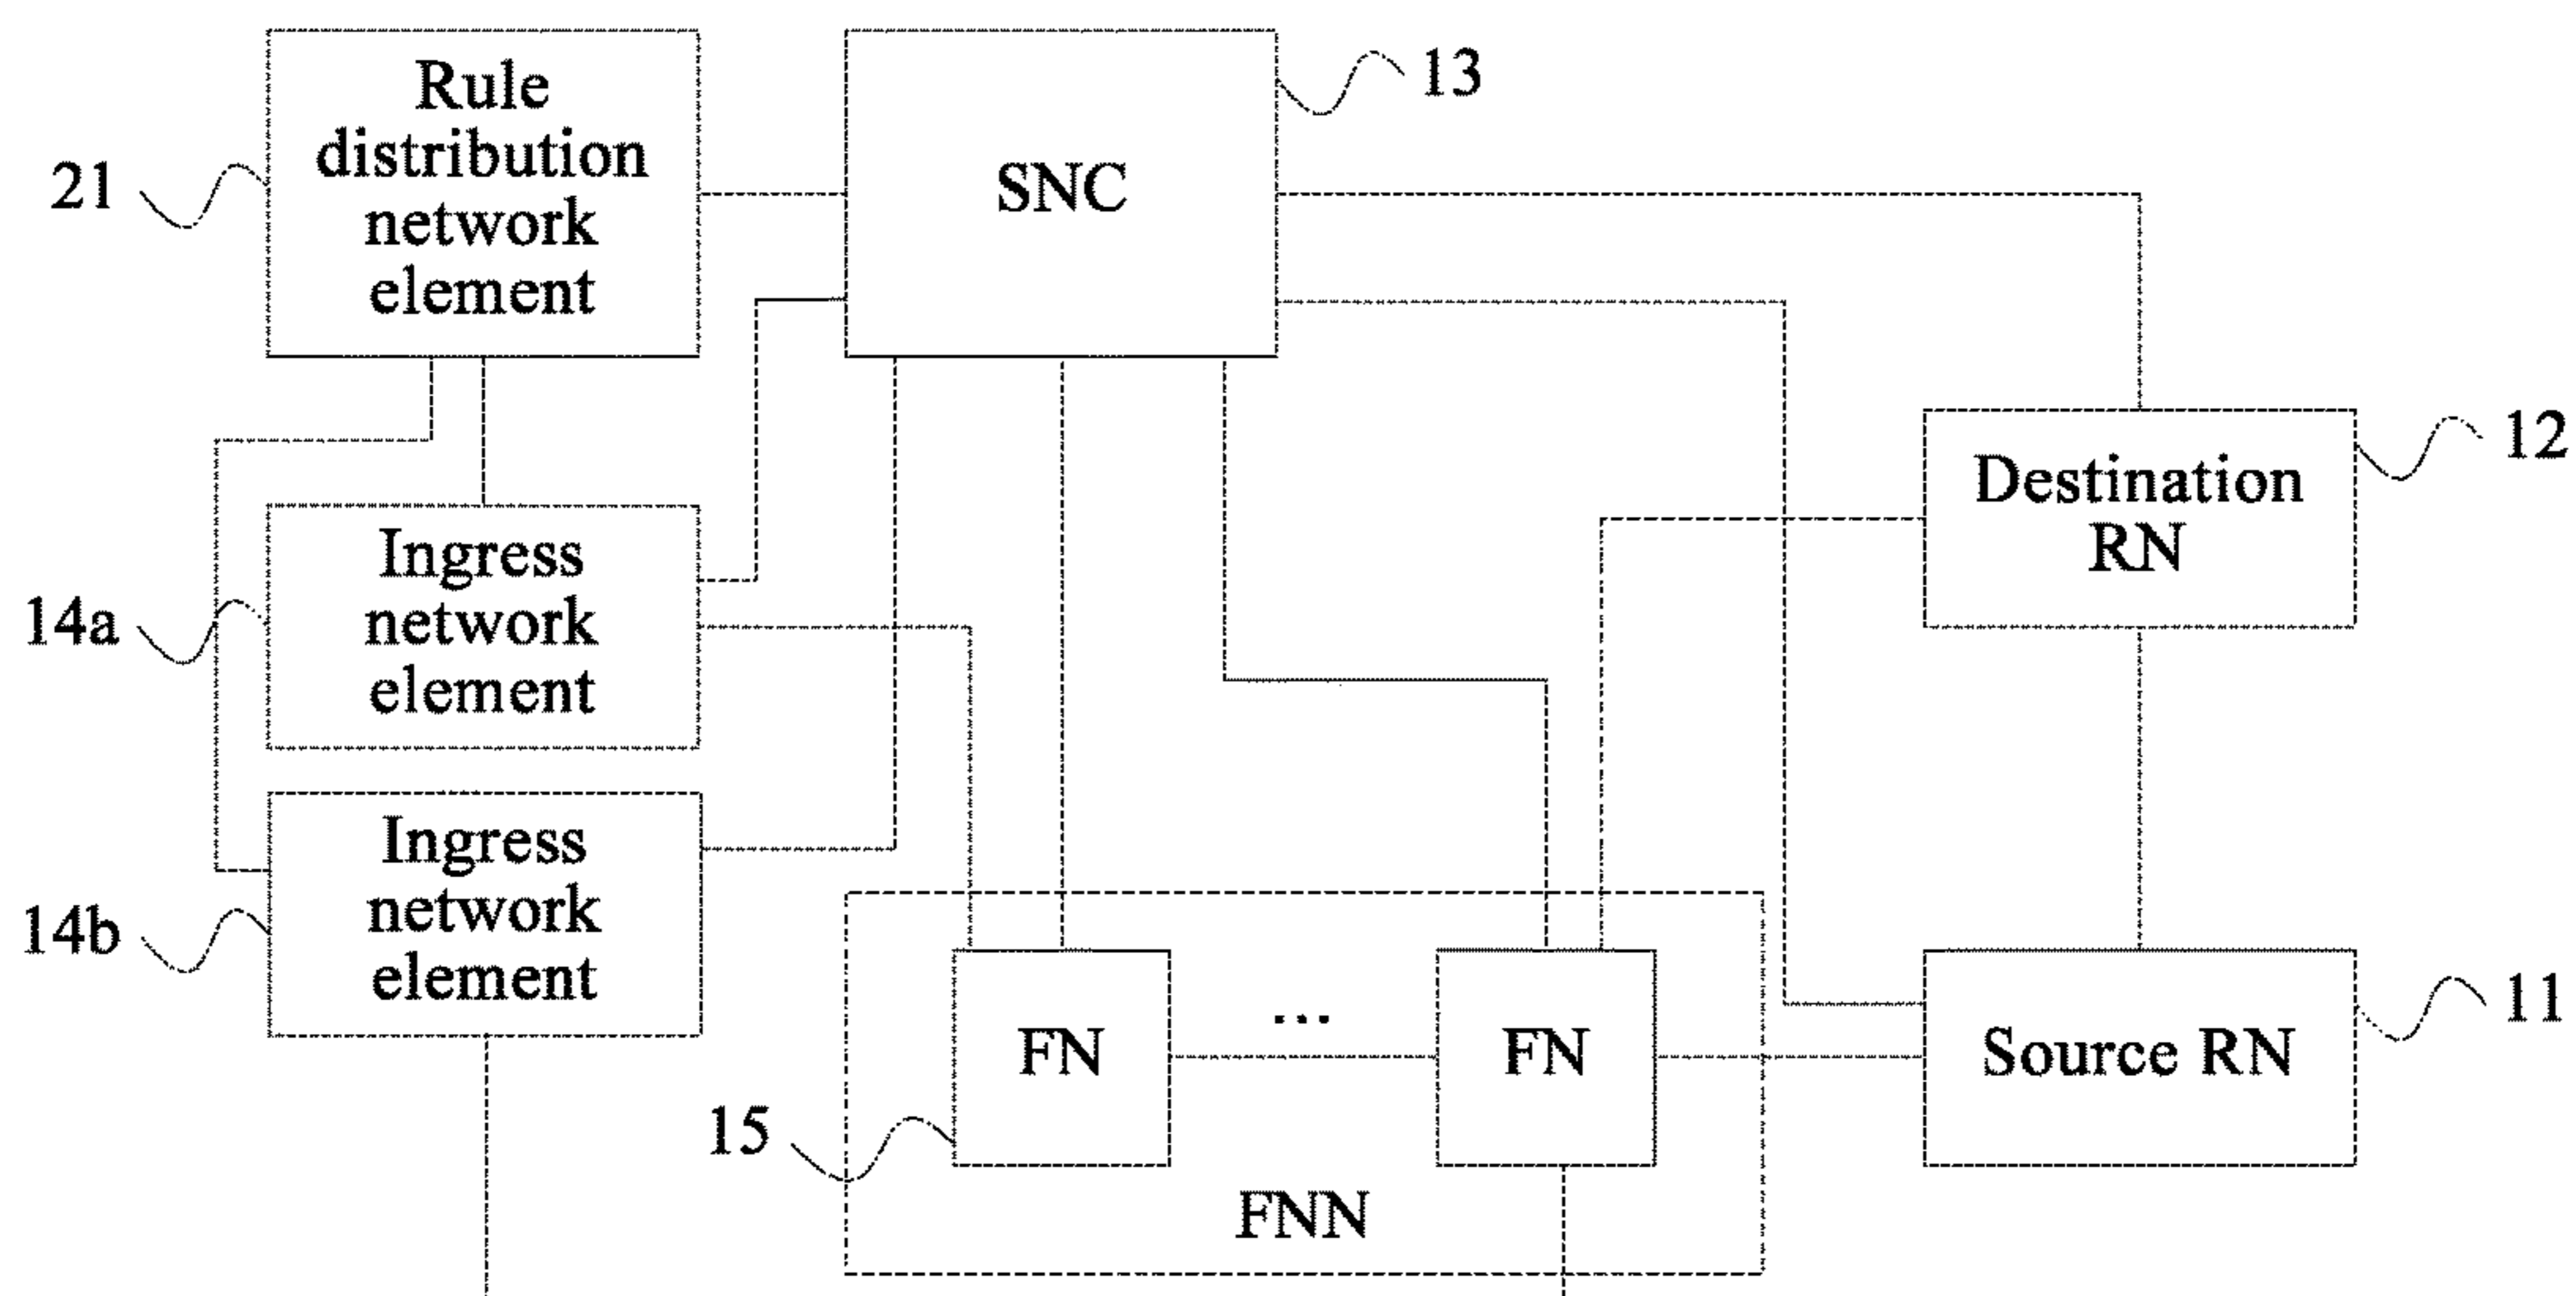 Rule
distribution
network
element
21
SNC
13
Destination
RN
12
Ingress
network
element
14a
Ingress
network
element
14b
FN
...
FN
15
FNN
Source RN
11